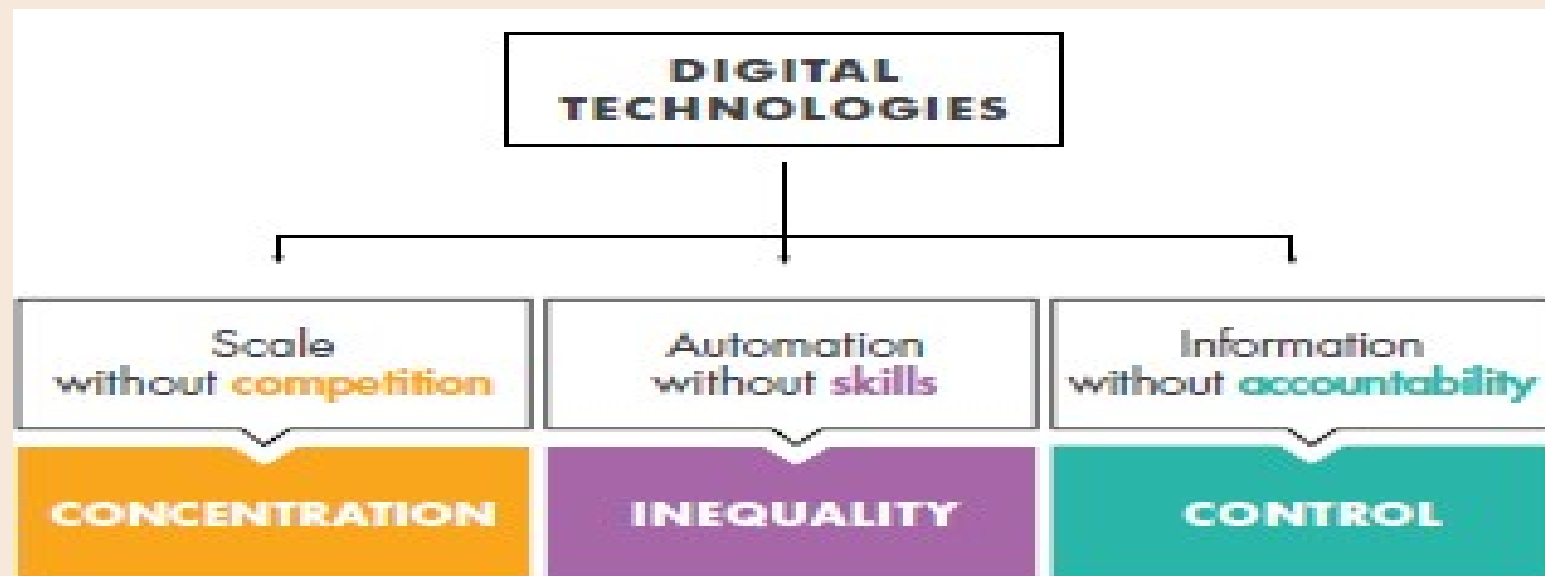 DIGITAL
TECHNOLOGIES
Scale
without competition
CONCENTRATION
Automation
without skills
INEQUALITY
Information
without accountability
CONTROL